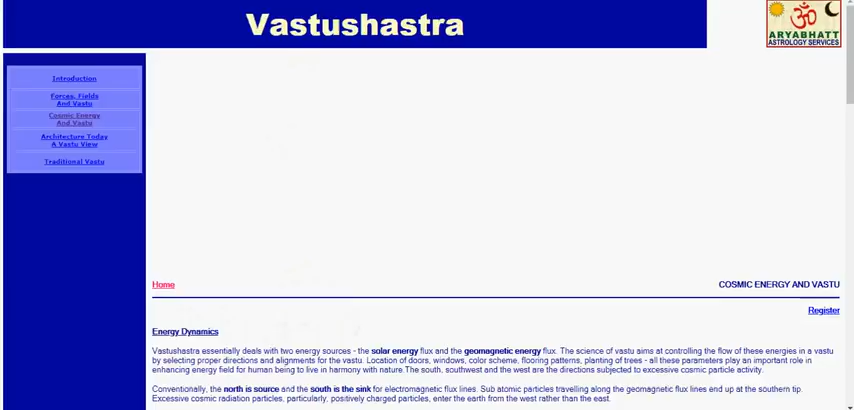 Vastushastra
ॐ
ARYABHATT
ASTROLOGY SERVICES
Introduction
Forces, Fields
And Vastu
Cosmic Energy
And Vastu
Architecture Today
A Vastu View
Traditional Vastu
Home
COSMIC ENERGY AND VASTU
Register
Energy Dynamics
Vastushastra essentially deals with two energy sources - the solar energy flux and the geomagnetic energy flux. The science of vastu aims at controlling the flow of these energies in a vastu
by selecting proper directions and alignments for the vastu. Location of doors, windows, color scheme, flooring patterns, planting of trees - all these parameters play an important role in
enhancing energy field for human being to live in harmony with nature.The south, southwest and the west are the directions subjected to excessive cosmic particle activity.
Conventionally, the north is source and the south is the sink for electromagnetic flux lines. Sub atomic particles travelling along the geomagnetic flux lines end up at the southern tip.
Excessive cosmic radiation particles, particularly, positively charged particles, enter the earth from the west rather than the east.